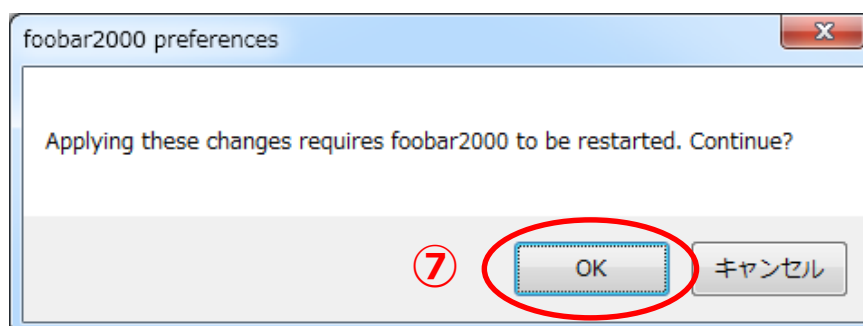 foobar2000 preferences
Applying these changes requires foobar2000 to be restarted. Continue?
⑦ OK キャンセル